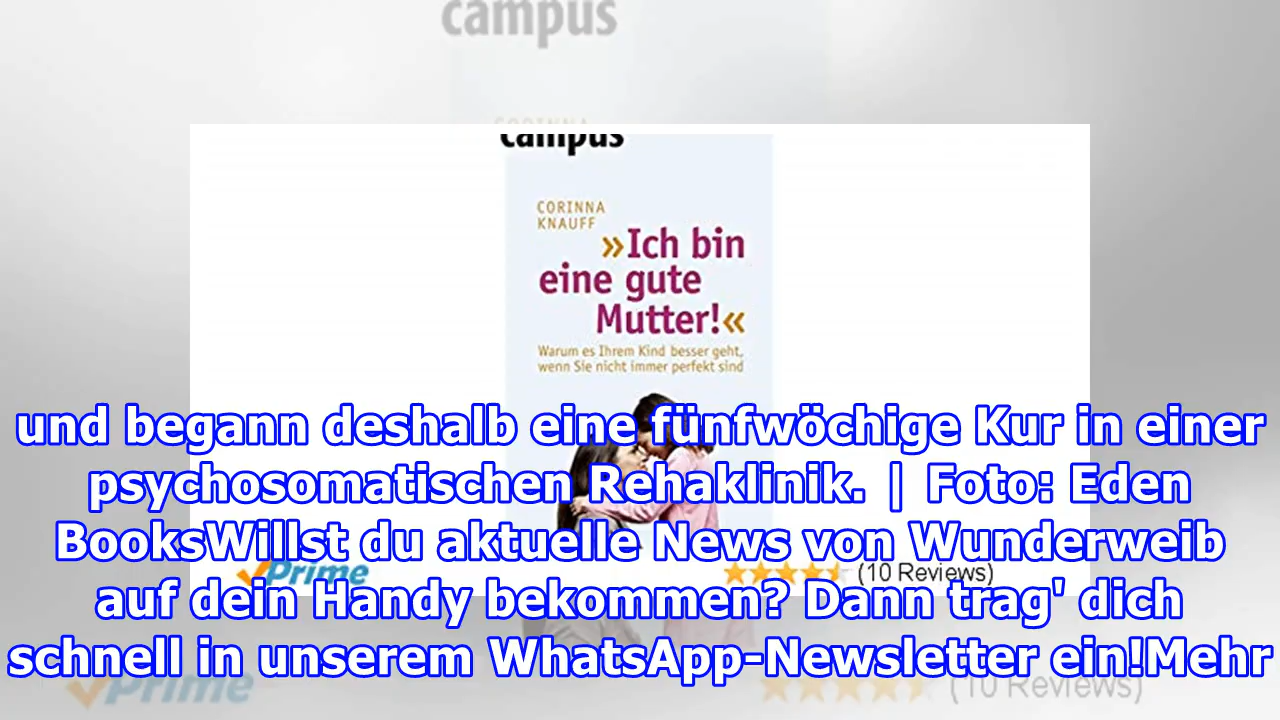 campus
CORINNA
campus
CORINNA
KNAUFF
»Ich bin
eine gute
Mutter!«
Warum es Ihrem Kind besser geht,
wenn Sie nicht immer perfekt sind
und begann deshalb eine fünfwöchige Kur in einer
psychosomatischen Rehaklinik. | Foto: Eden
BooksWillst du aktuelle News von Wunderweib
Prime (10 Reviews)
auf dein Handy bekommen? Dann trag' dich
schnell in unserem WhatsApp-Newsletter ein!Mehr
Prime (10 Reviews)